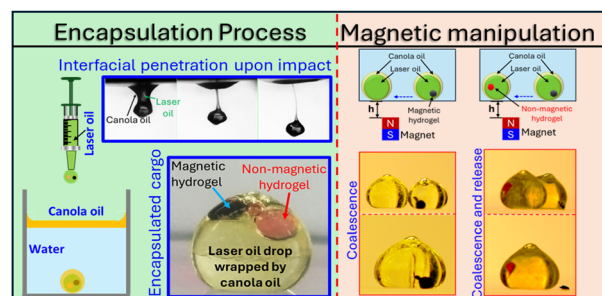 Encapsulation Process
Interfacial penetration upon impact
Canola oil
Laser
oil
Laser oil
Canola oil
Water
Encapsulated cargo
Magnetic
hydrogel
Non-magnetic
hydrogel
Laser oil drop
wrapped by
canola oil
Magnetic manipulation
Canola oil
Laser oil
h
Magnetic
hydrogel
N
S
Magnet
Canola oil
Laser oil
h
Non-magnetic
hydrogel
N
S
Magnet
Coalescence
Coalescence and release